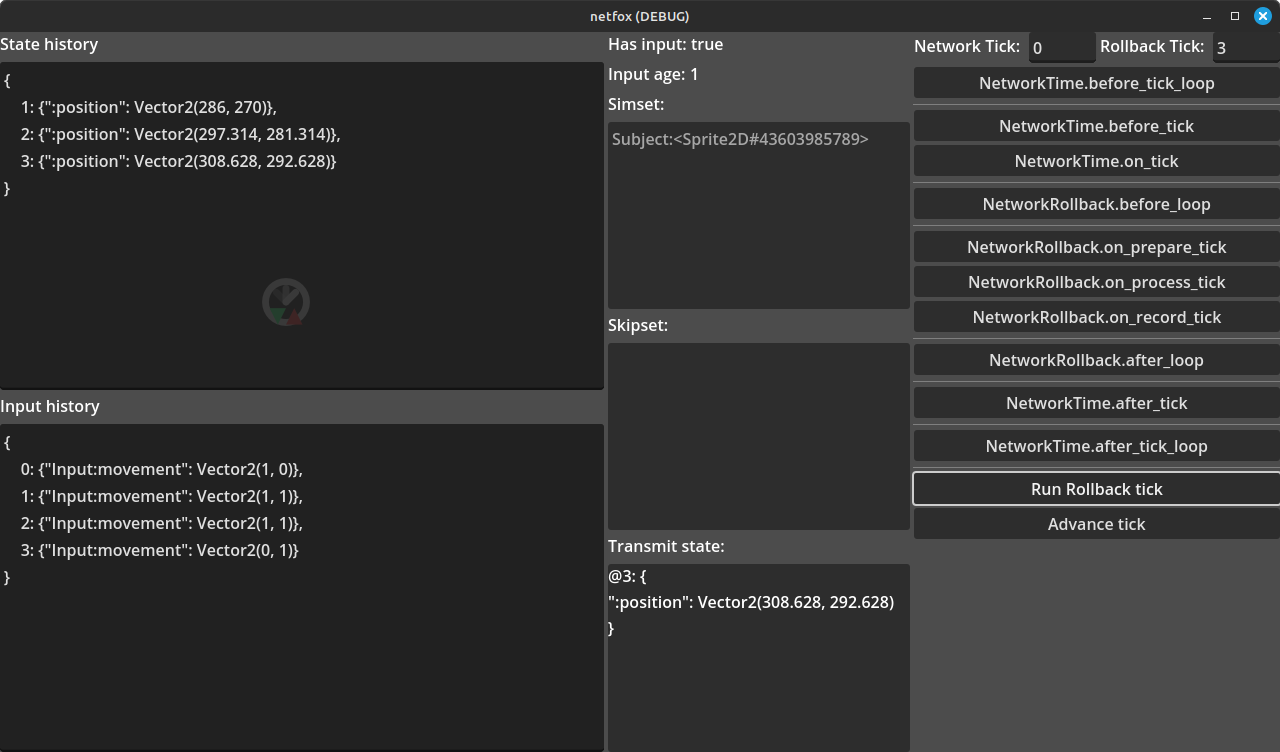 netfox (DEBUG)
State history
{
1: {":position": Vector2(286, 270)},
2: {":position": Vector2(297.314, 281.314)},
3: {":position": Vector2(308.628, 292.628)}
}
Input history
{
0: {"Input:movement": Vector2(1, 0)},
1: {"Input:movement": Vector2(1, 1)},
2: {"Input:movement": Vector2(1, 1)},
3: {"Input:movement": Vector2(0, 1)}
}
Has input: true
Input age: 1
Simset:
Subject:<Sprite2D#43603985789>
Skipset:
Transmit state:
@3: {
":position": Vector2(308.628, 292.628)
}
Network Tick: 0 Rollback Tick: 3
NetworkTime.before_tick_loop
NetworkTime.before_tick
NetworkTime.on_tick
NetworkRollback.before_loop
NetworkRollback.on_prepare_tick
NetworkRollback.on_process_tick
NetworkRollback.on_record_tick
NetworkRollback.after_loop
NetworkTime.after_tick
NetworkTime.after_tick_loop
Run Rollback tick
Advance tick